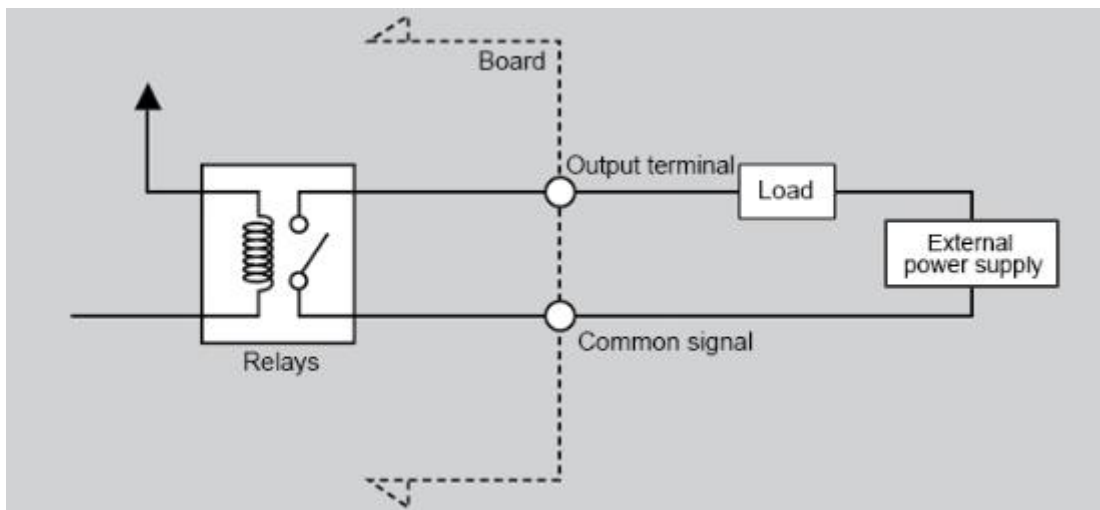 Board
Output terminal
Load
External
power supply
Common signal
Relays